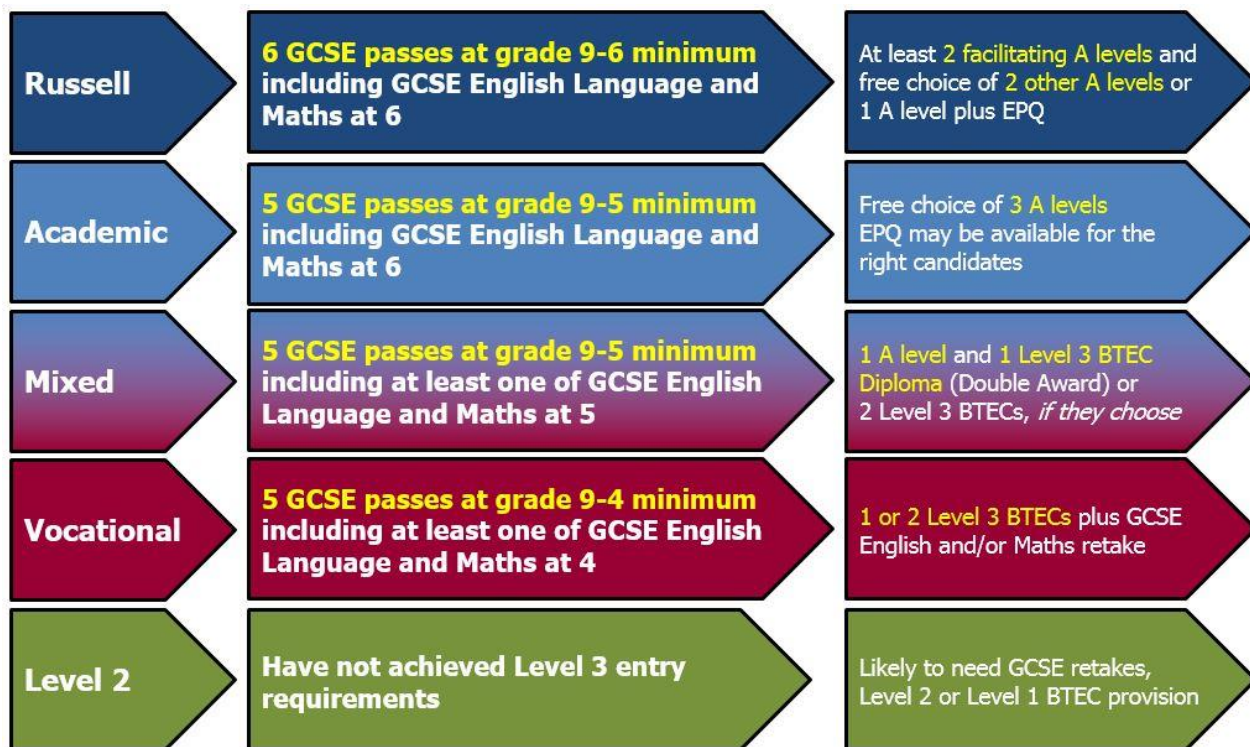 Russell
6 GCSE passes at grade 9-6 minimum
including GCSE English Language and
Maths at 6
At least 2 facilitating A levels and
free choice of 2 other A levels or
1 A level plus EPQ
Academic
5 GCSE passes at grade 9-5 minimum
including GCSE English Language and
Maths at 6
Free choice of 3 A levels
EPQ may be available for the
right candidates
Mixed
5 GCSE passes at grade 9-5 minimum
including at least one of GCSE English
Language and Maths at 5
1 A level and 1 Level 3 BTEC
Diploma (Double Award) or
2 Level 3 BTECs, if they choose
Vocational
5 GCSE passes at grade 9-4 minimum
including at least one of GCSE English
Language and Maths at 4
1 or 2 Level 3 BTECs plus GCSE
English and/or Maths retake
Level 2
Have not achieved Level 3 entry
requirements
Likely to need GCSE retakes,
Level 2 or Level 1 BTEC provision